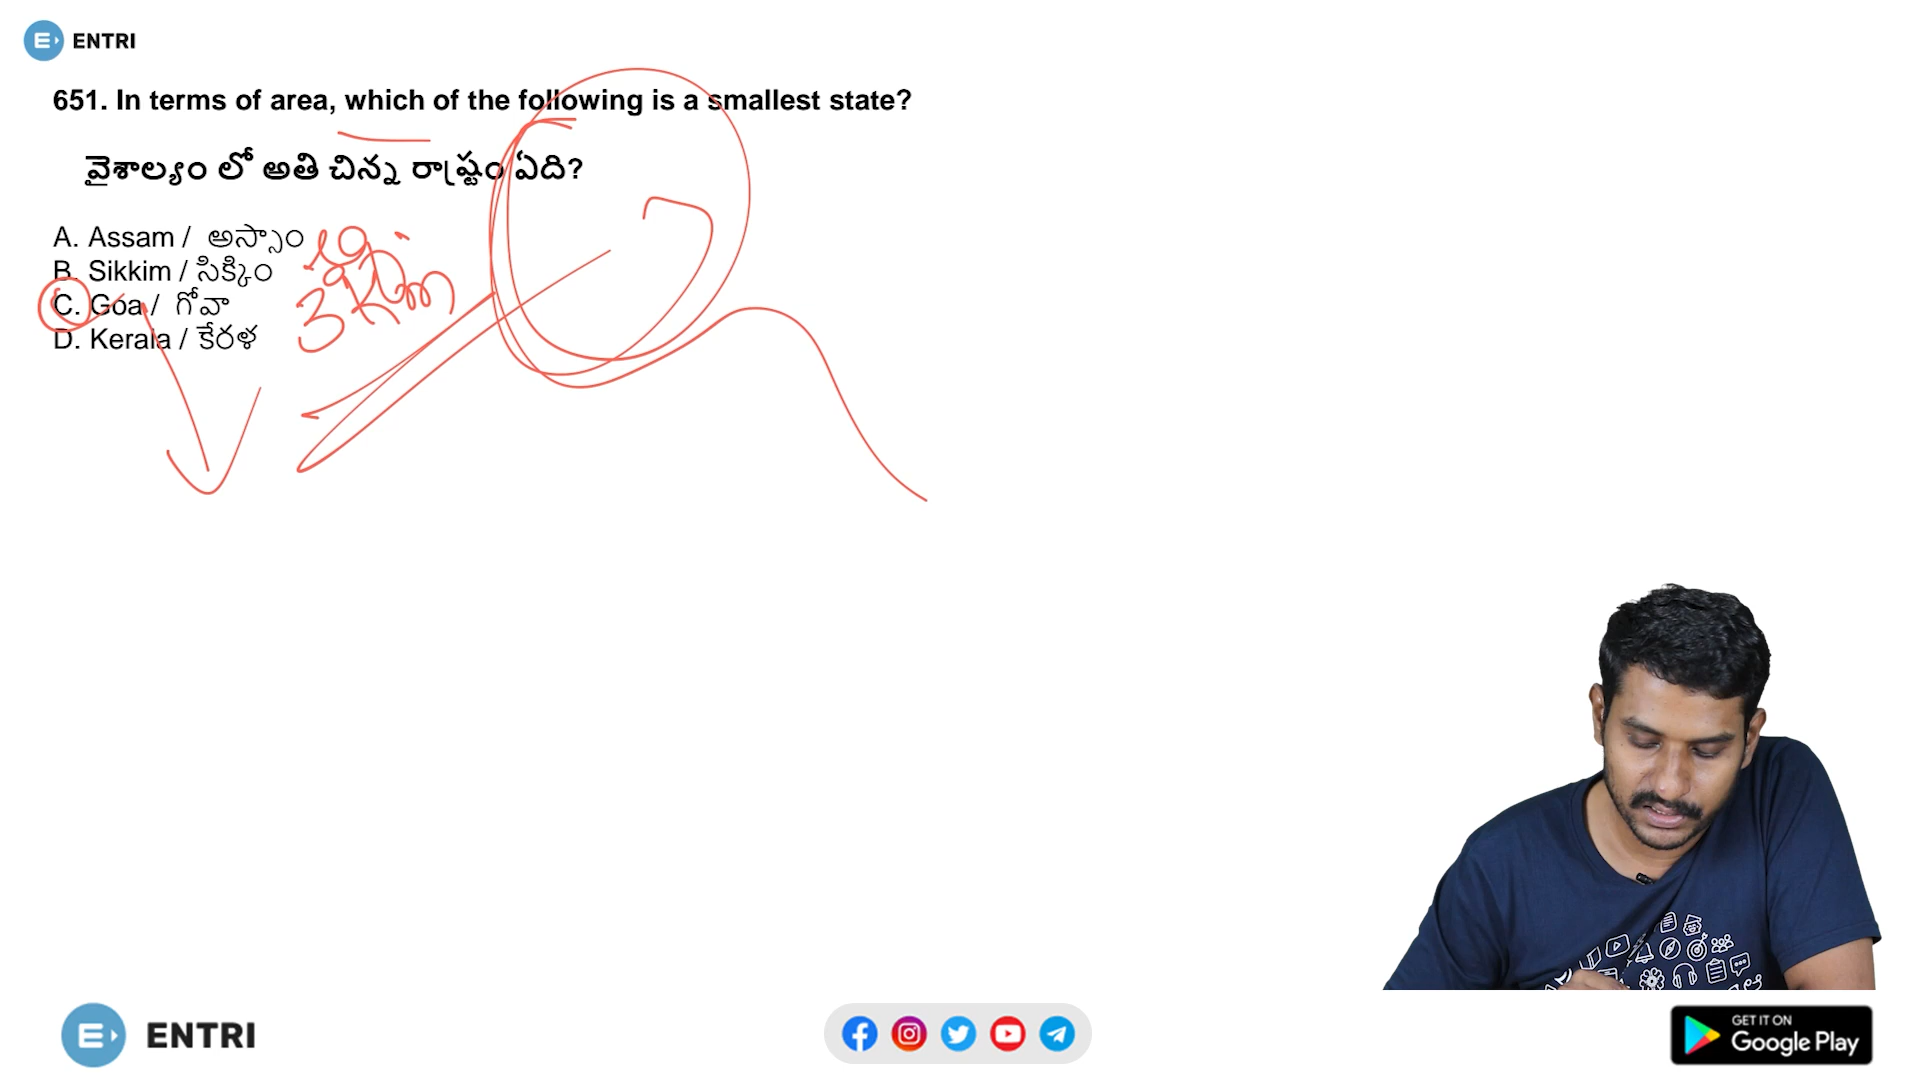 ENTRI
651. In terms of area, which of the following is a smallest state?
వైశాల్యం లో అతి చిన్న రాష్ట్రం ఏది?
A. Assam / అస్సాం
B. Sikkim / సిక్కిం
C. Goa / గోవా
D. Kerala / కేరళ
3
ENTRI
GET IT ON
Google Play